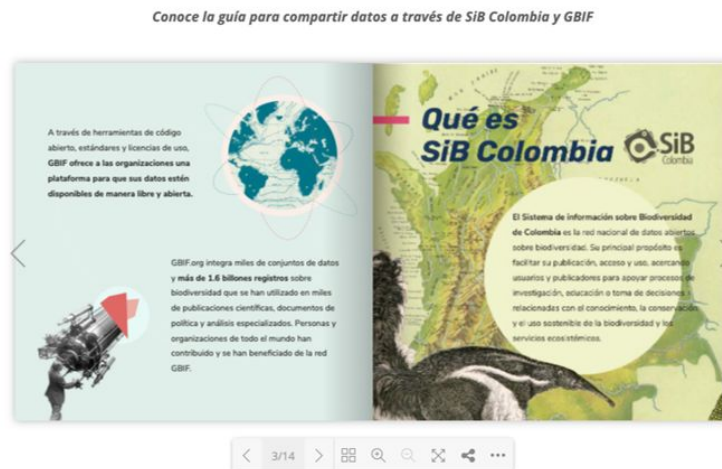 Conoce la guía para compartir datos a través de SiB Colombia y GBIF
A través de herramientas de código
abierto, estándares y licencias de uso,
GBIF ofrece a las organizaciones una
plataforma para que sus datos estén
disponibles de manera libre y abierta.
GBIF.org integra miles de conjuntos de datos
y más de 1.6 billones registros sobre
biodiversidad que se han utilizado en miles
de publicaciones científicas, documentos de
política y análisis especializados. Personas y
organizaciones de todo el mundo han
contribuido y se han beneficiado de la red
GBIF.
Qué es
SiB Colombia
SiB
Colombia
El Sistema de información sobre Biodiversidad
de Colombia es la red nacional de datos abiertos
sobre biodiversidad. Su principal propósito es
facilitar su publicación, acceso y uso, acercando
usuarios y publicadores para apoyar procesos de
investigación, educación o toma de decisiones
relacionadas con el conocimiento, la conservación
y el uso sostenible de la biodiversidad y los
servicios ecosistémicos.
3/14